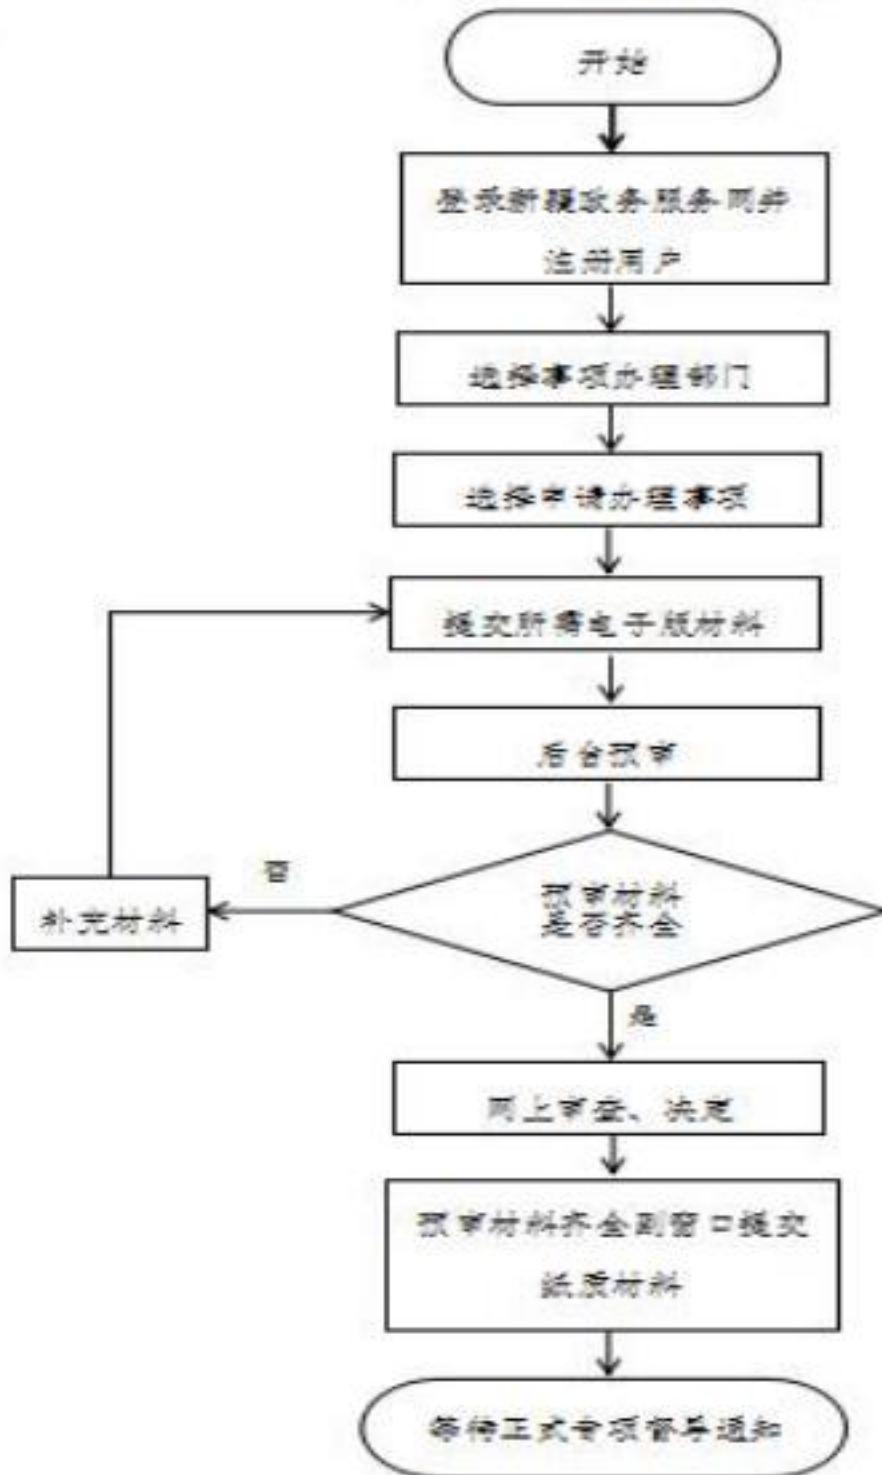 开始
登录新疆政务服务网并
注册用户
选择事项办理部门
选择申请办理事项
提交所需电子版材料
后台预审
预审材料
是否齐全
否
补充材料
是
网上审查、决定
预审材料齐全到窗口提交
纸质材料
等待正式专项督导通知